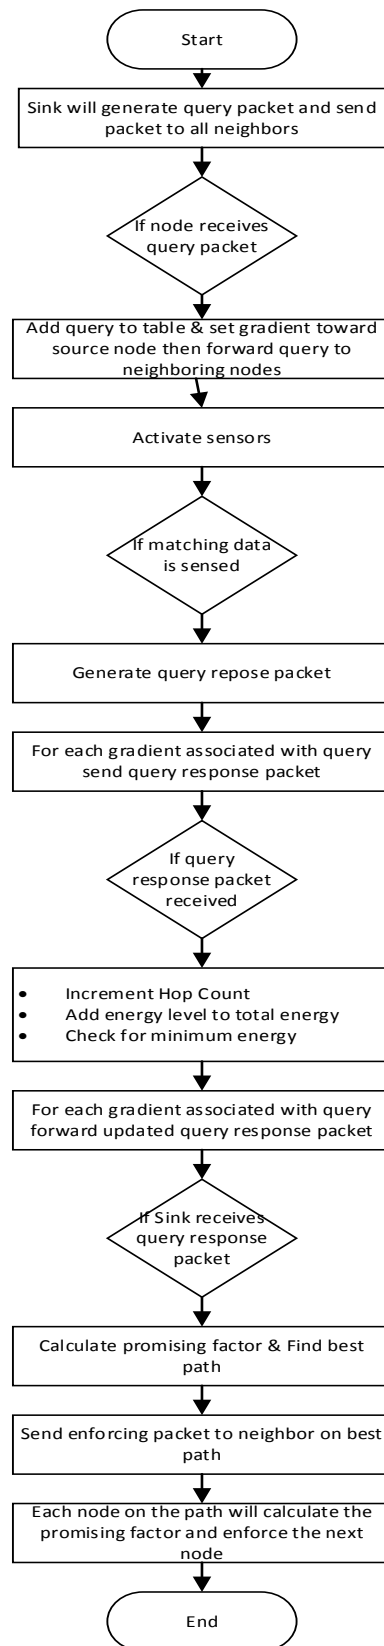 Start
Sink will generate query packet and send
packet to all neighbors
If node receives
query packet
Add query to table & set gradient toward
source node then forward query to
neighboring nodes
Activate sensors
If matching data
is sensed
Generate query repose packet
For each gradient associated with query
send query response packet
If query
response packet
received
• Increment Hop Count
• Add energy level to total energy
• Check for minimum energy
For each gradient associated with query
forward updated query response packet
If Sink receives
query response
packet
Calculate promising factor & Find best
path
Send enforcing packet to neighbor on best
path
Each node on the path will calculate the
promising factor and enforce the next
node
End